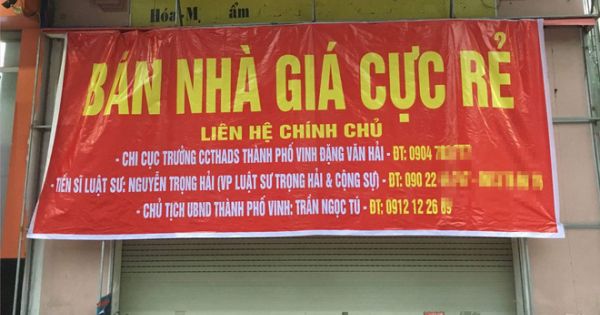 Hóa-M ẩm
BÁN NHÀ GIÁ CỰC RẺ
LIÊN HỆ CHÍNH CHỦ
- CHI CỤC TRƯỞNG CCTHADS THÀNH PHỐ VINH ĐẶNG VĂN HẢI - ĐT: 0904
- TIẾN SĨ LUẬT SƯ: NGUYỄN TRỌNG HẢI (VP LUẬT SƯ TRỌNG HẢI & CỘNG SỰ) - ĐT: 090 22
- CHỦ TỊCH UBND THÀNH PHỐ VINH: TRẦN NGỌC TÚ - ĐT: 0912 12 26